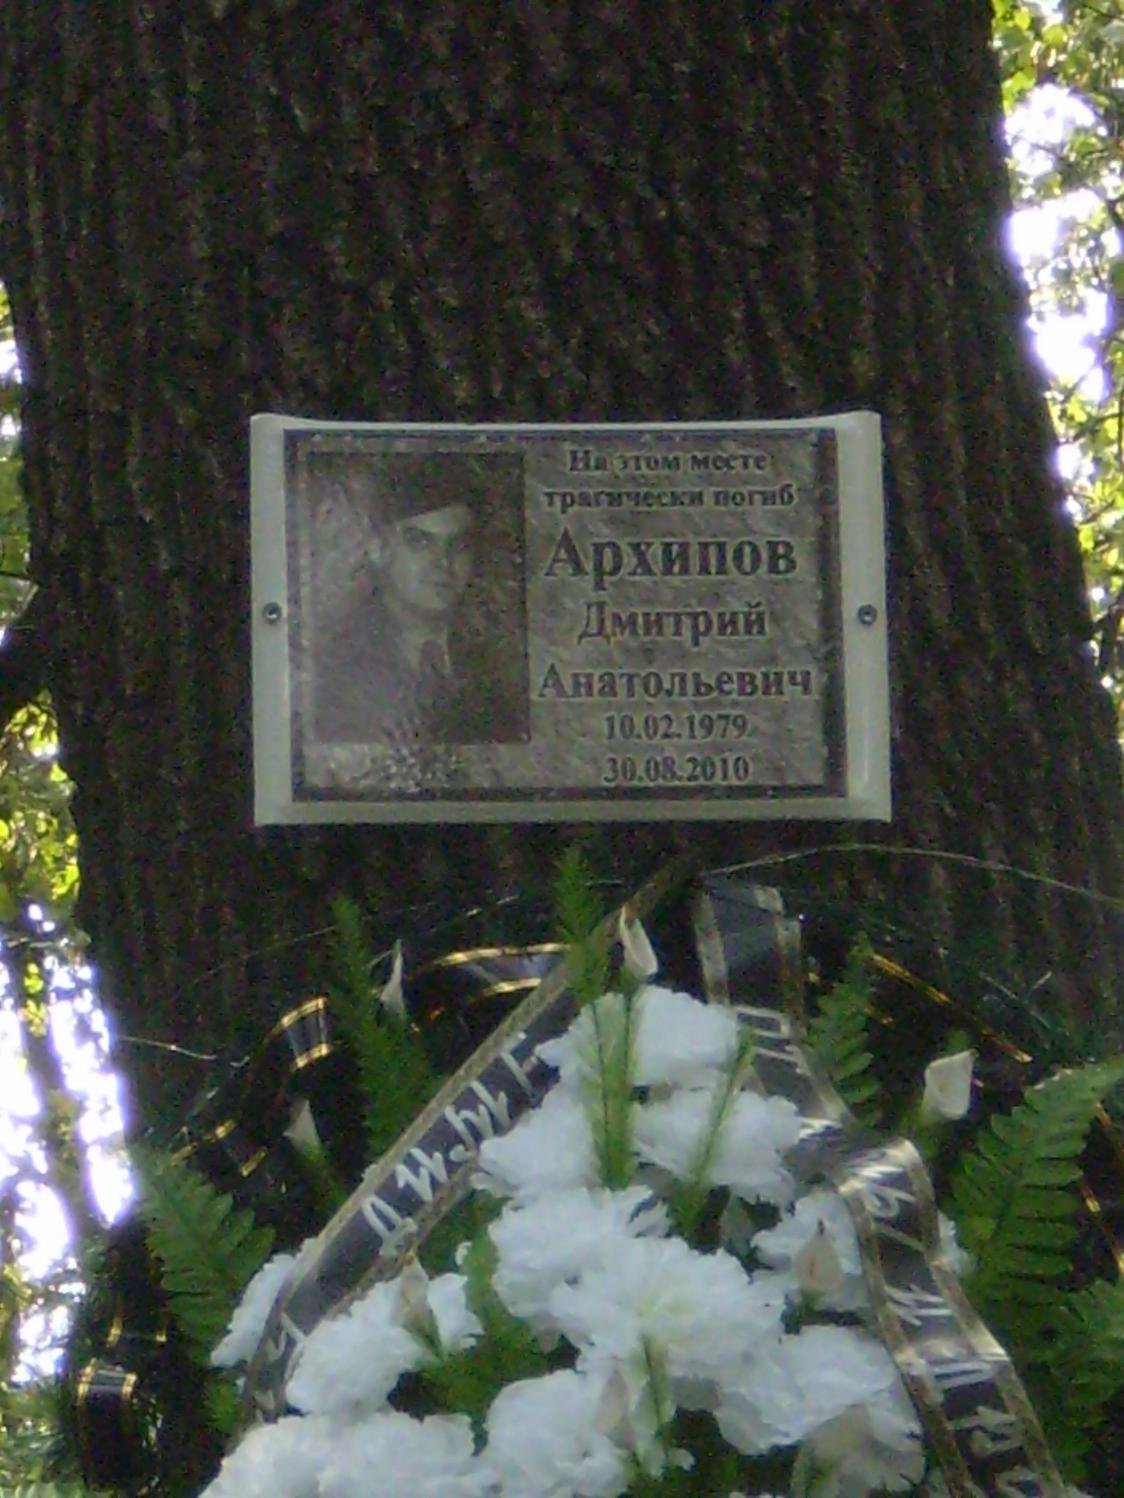 На этом месте
трагически погиб
Архипов
Дмитрий
Анатольевич
10.02.1979
30.08.2010